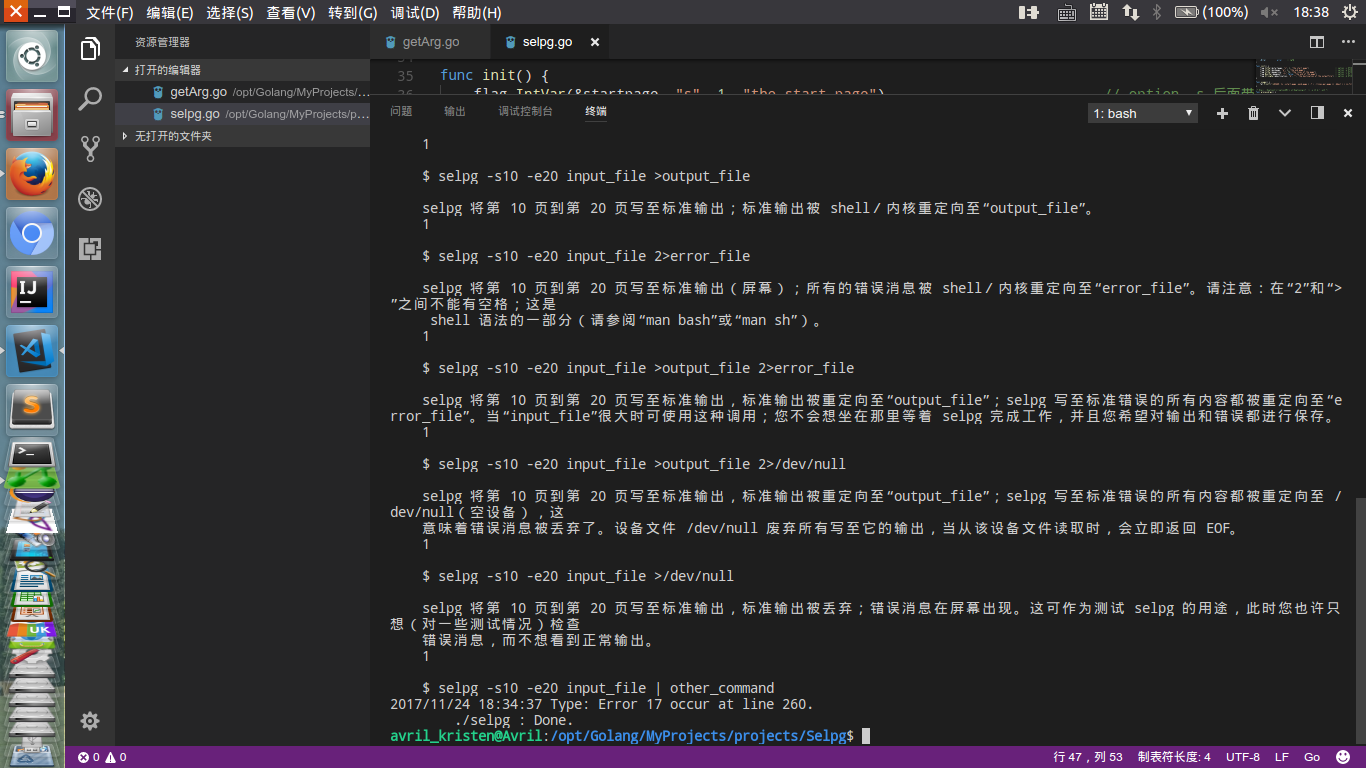 文件(F) 编辑(E) 选择(S) 查看(V) 转到(G) 调试(D) 帮助(H)
(100%) 18:38
资源管理器
getArg.go selpg.go
打开的编辑器
getArg.go /opt/Golang/MyProjects/...
selpg.go /opt/Golang/MyProjects/p...
无打开的文件夹
35 func init() {
36 flag.IntVar(&startpage, "s", 1, "the start page") // option -s 后面带
问题 输出 调试控制台 终端 1: bash
1
$ selpg -s10 -e20 input_file >output_file
selpg 将第 10 页到第 20 页写至标准输出；标准输出被 shell/内核重定向至“output_file”。
1
$ selpg -s10 -e20 input_file 2>error_file
selpg 将第 10 页到第 20 页写至标准输出（屏幕）；所有的错误消息被 shell/内核重定向至“error_file”。请注意：在“2”和“>
”之间不能有空格；这是
shell 语法的一部分（请参阅“man bash”或“man sh”）。
1
$ selpg -s10 -e20 input_file >output_file 2>error_file
selpg 将第 10 页到第 20 页写至标准输出，标准输出被重定向至“output_file”；selpg 写至标准错误的所有内容都被重定向至“e
rror_file”。当“input_file”很大时可使用这种调用；您不会想坐在那里等着 selpg 完成工作，并且您希望对输出和错误都进行保存。
1
$ selpg -s10 -e20 input_file >output_file 2>/dev/null
selpg 将第 10 页到第 20 页写至标准输出，标准输出被重定向至“output_file”；selpg 写至标准错误的所有内容都被重定向至 /
dev/null（空设备），这
意味着错误消息被丢弃了。设备文件 /dev/null 废弃所有写至它的输出，当从该设备文件读取时，会立即返回 EOF。
1
$ selpg -s10 -e20 input_file >/dev/null
selpg 将第 10 页到第 20 页写至标准输出，标准输出被丢弃；错误消息在屏幕出现。这可作为测试 selpg 的用途，此时您也许只
想（对一些测试情况）检查
错误消息，而不想看到正常输出。
1
$ selpg -s10 -e20 input_file | other_command
2017/11/24 18:34:37 Type: Error 17 occur at line 260.
./selpg : Done.
avril_kristen@Avril:/opt/Golang/MyProjects/projects/Selpg$
0 0 行 47，列 53 制表符长度: 4 UTF-8 LF Go